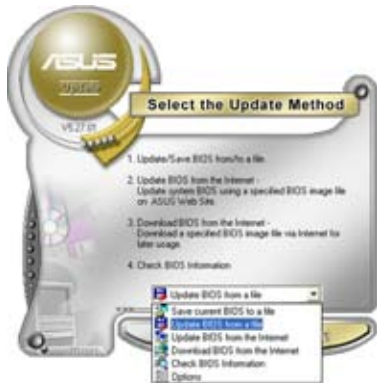 ASUS
Update
Select the Update Method
1. Update/Save BIOS from/to a file.
2. Update BIOS from the Internet -
Update system BIOS using a specified BIOS image file
on ASUS Web Site.
3. Download BIOS from the Internet -
Download a specified BIOS image file via Internet for
later usage.
4. Check BIOS Information
Update BIOS from a file
Save current BIOS to a file
Update BIOS from a file
Update BIOS from the Internet
Download BIOS from the Internet
Check BIOS Information
Options